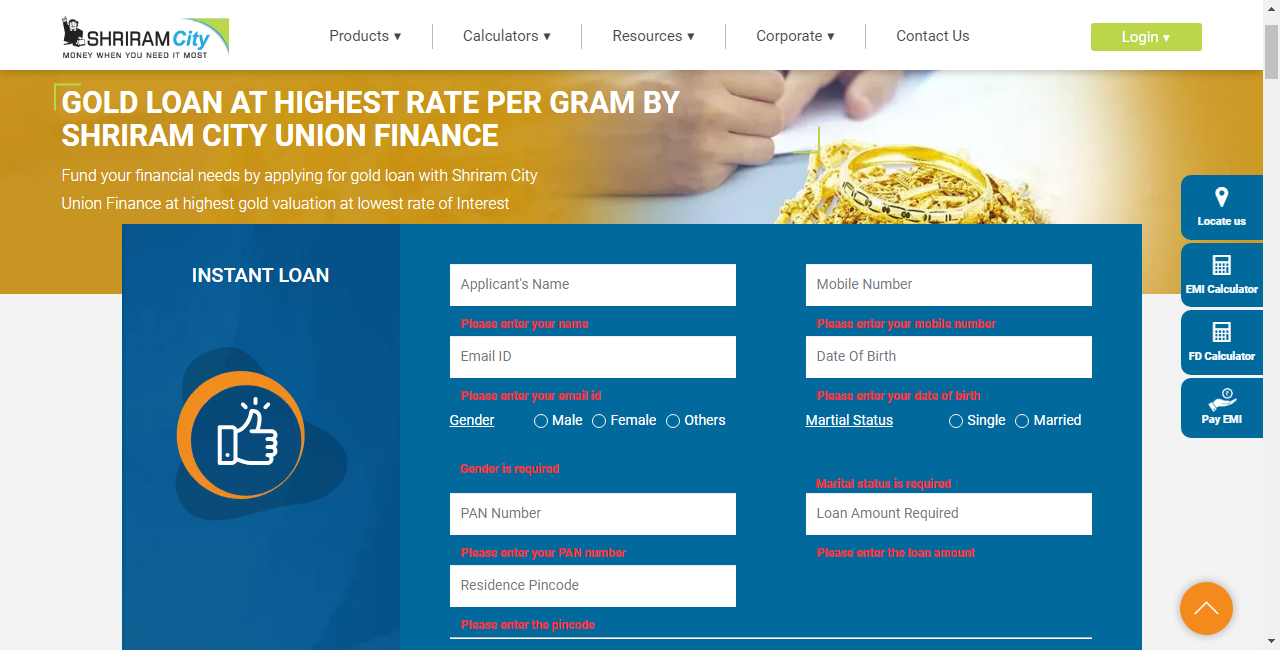 SHRIRAM City
MONEY WHEN YOU NEED IT MOST
Products ▾
Calculators ▾
Resources ▾
Corporate ▾
Contact Us
Login ▾
GOLD LOAN AT HIGHEST RATE PER GRAM BY
SHRIRAM CITY UNION FINANCE
Fund your financial needs by applying for gold loan with Shriram City
Union Finance at highest gold valuation at lowest rate of Interest
Locate us
EMI Calculator
FD Calculator
Pay EMI
INSTANT LOAN
Applicant's Name
Mobile Number
Please enter your name
Please enter your mobile number
Email ID
Date Of Birth
Please enter your email id
Please enter your date of birth
Gender Male Female Others
Martial Status Single Married
Gender is required
Marital status is required
PAN Number
Loan Amount Required
Please enter your PAN number
Please enter the loan amount
Residence Pincode
Please enter the pincode